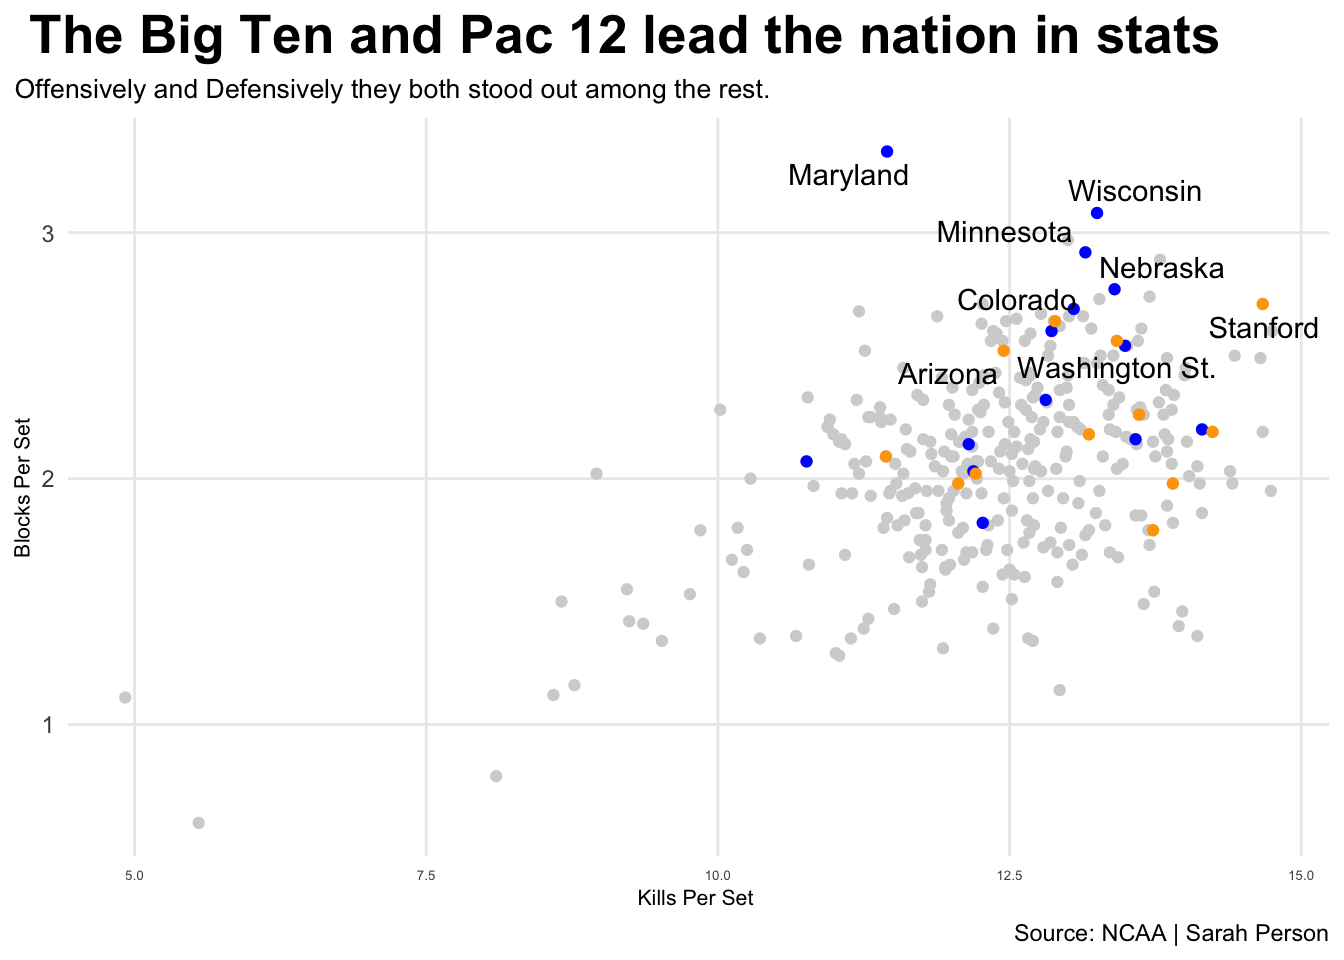 The Big Ten and Pac 12 lead the nation in stats
Offensively and Defensively they both stood out among the rest.
Maryland
Wisconsin
Minnesota
Nebraska
Colorado
Stanford
Washington St.
Arizona
3
2
1
Blocks Per Set
5.0
7.5
10.0
12.5
15.0
Kills Per Set
Source: NCAA | Sarah Person